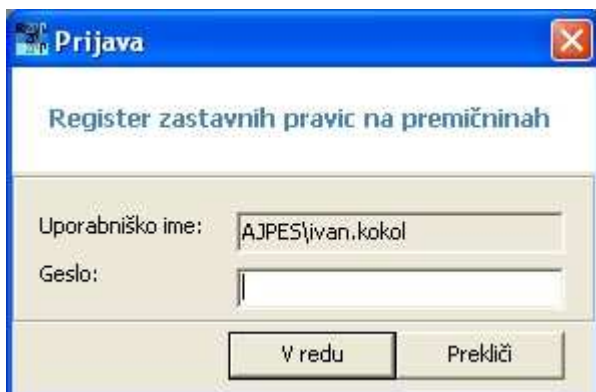 Prijava
Register zastavnih pravic na premičninah
Uporabniško ime: AJPES\ivan.kokol
Geslo:
V redu Prekliči